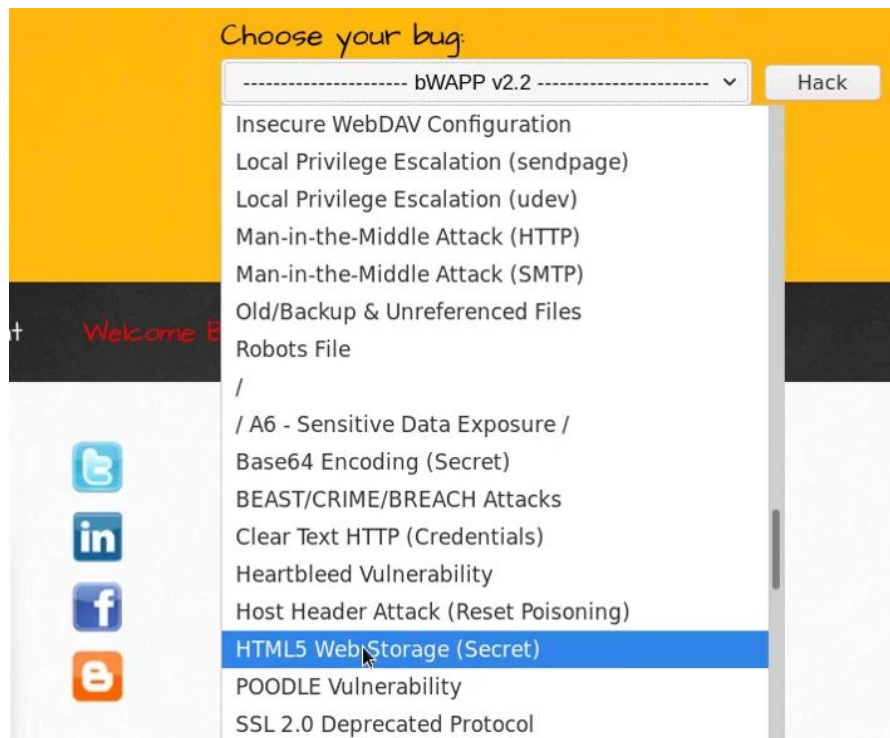 Choose your bug:
---------------------- bWAPP v2.2 ----------------------- Hack
Insecure WebDAV Configuration
Local Privilege Escalation (sendpage)
Local Privilege Escalation (udev)
Man-in-the-Middle Attack (HTTP)
Man-in-the-Middle Attack (SMTP)
Old/Backup & Unreferenced Files
Welcome B
Robots File
/
/ A6 - Sensitive Data Exposure /
Base64 Encoding (Secret)
BEAST/CRIME/BREACH Attacks
in
Clear Text HTTP (Credentials)
Heartbleed Vulnerability
f
Host Header Attack (Reset Poisoning)
HTML5 Web Storage (Secret)
POODLE Vulnerability
SSL 2.0 Deprecated Protocol